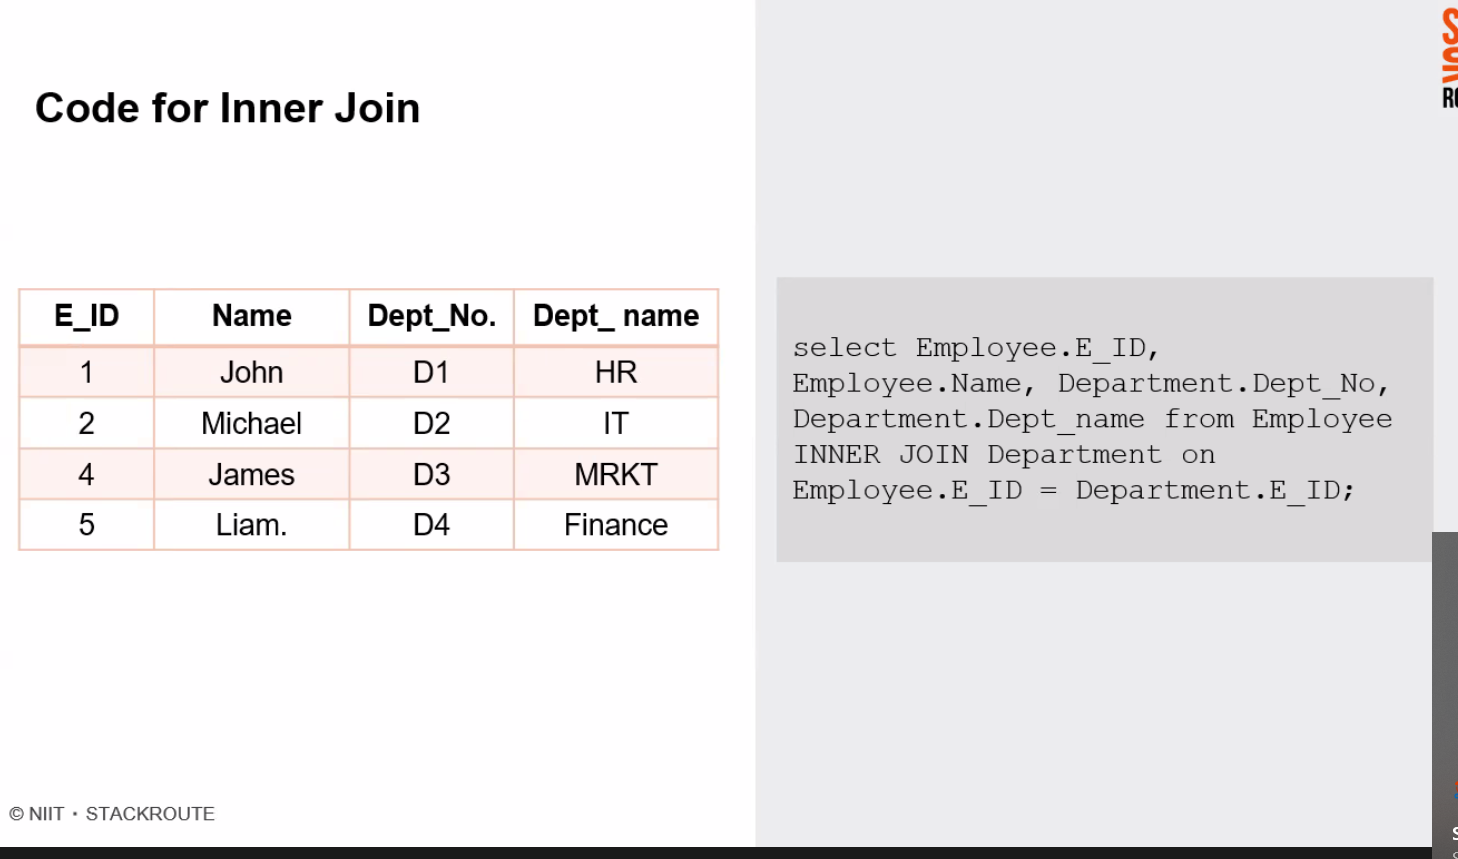 Code for Inner Join
E_ID Name Dept_No. Dept_ name
1 John D1 HR
2 Michael D2 IT
4 James D3 MRKT
5 Liam. D4 Finance
select Employee.E_ID,
Employee.Name, Department.Dept_No,
Department.Dept_name from Employee
INNER JOIN Department on
Employee.E_ID = Department.E_ID;
© NIIT · STACKROUTE